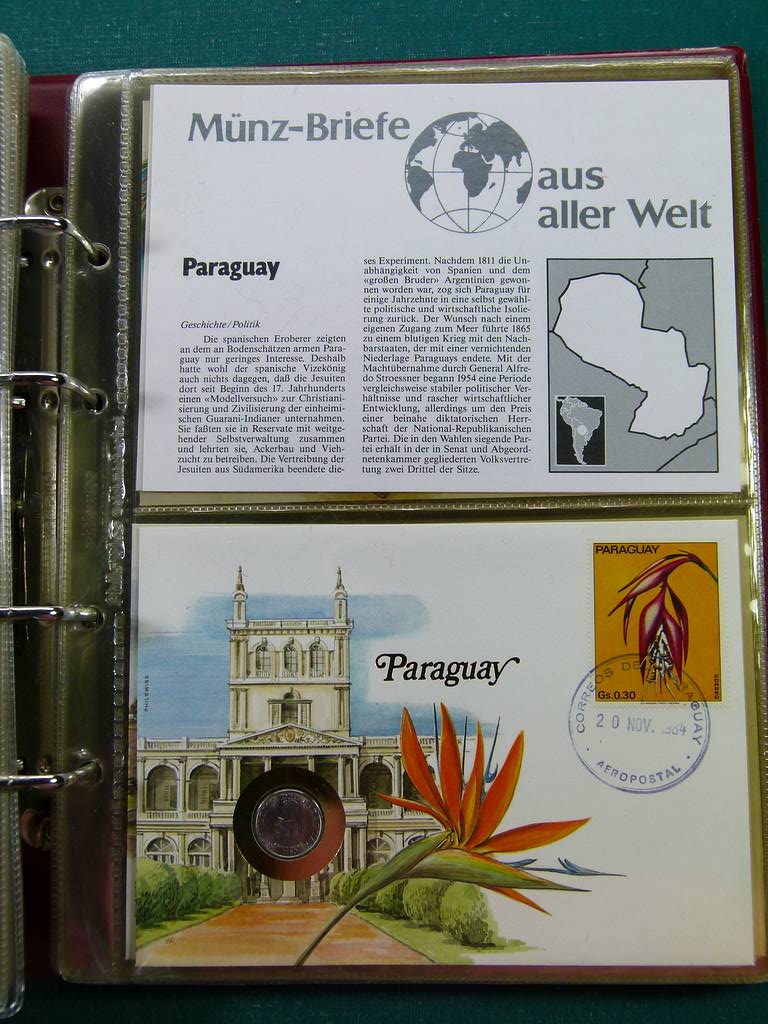 Münz-Briefe
aus
aller Welt
Paraguay
Geschichte/Politik
Die spanischen Eroberer zeigten
an dem an Bodenschätzen armen Para-
guay nur geringes Interesse. Deshalb
hatte wohl der spanische Vizekönig
auch nichts dagegen, daß die Jesuiten
dort seit Beginn des 17. Jahrhunderts
einen «Modellversuch» zur Christiani-
sierung und Zivilisierung der einheimi-
schen Guarani-Indianer unternahmen.
Sie faßten sie in Reservate mit weitge-
hender Selbstverwaltung zusammen
und lehrten sie, Ackerbau und Vieh-
zucht zu betreiben. Die Vertreibung der
Jesuiten aus Südamerika beendete die-
ses Experiment. Nachdem 1811 die Un-
abhängigkeit von Spanien und dem
«großen Bruder» Argentinien gewon-
nen worden war, zog sich Paraguay für
einige Jahrzehnte in eine selbst gewähl-
te politische und wirtschaftliche Isolie-
rung zurück. Der Wunsch nach einem
eigenen Zugang zum Meer führte 1865
zu einem blutigen Krieg mit den Nach-
barstaaten, der mit einer vernichtenden
Niederlage Paraguays endete. Mit der
Machtübernahme durch General Alfre-
do Stroessner begann 1954 eine Periode
vergleichsweise stabiler politischer Ver-
hältnisse und rascher wirtschaftlicher
Entwicklung, allerdings um den Preis
einer beinahe diktatorischen Herr-
schaft der National-Republikanischen
Partei. Die in den Wahlen siegende Par-
tei erhält in der in Senat und Abgeord-
netenkammer gegliederten Volksvertre-
tung zwei Drittel der Sitze.
PARAGUAY
Gs.0.30
Paraguay
PHILSWISS
CORREOS DE PARAGUAY
20 NOV. 1984
AEROPOSTAL